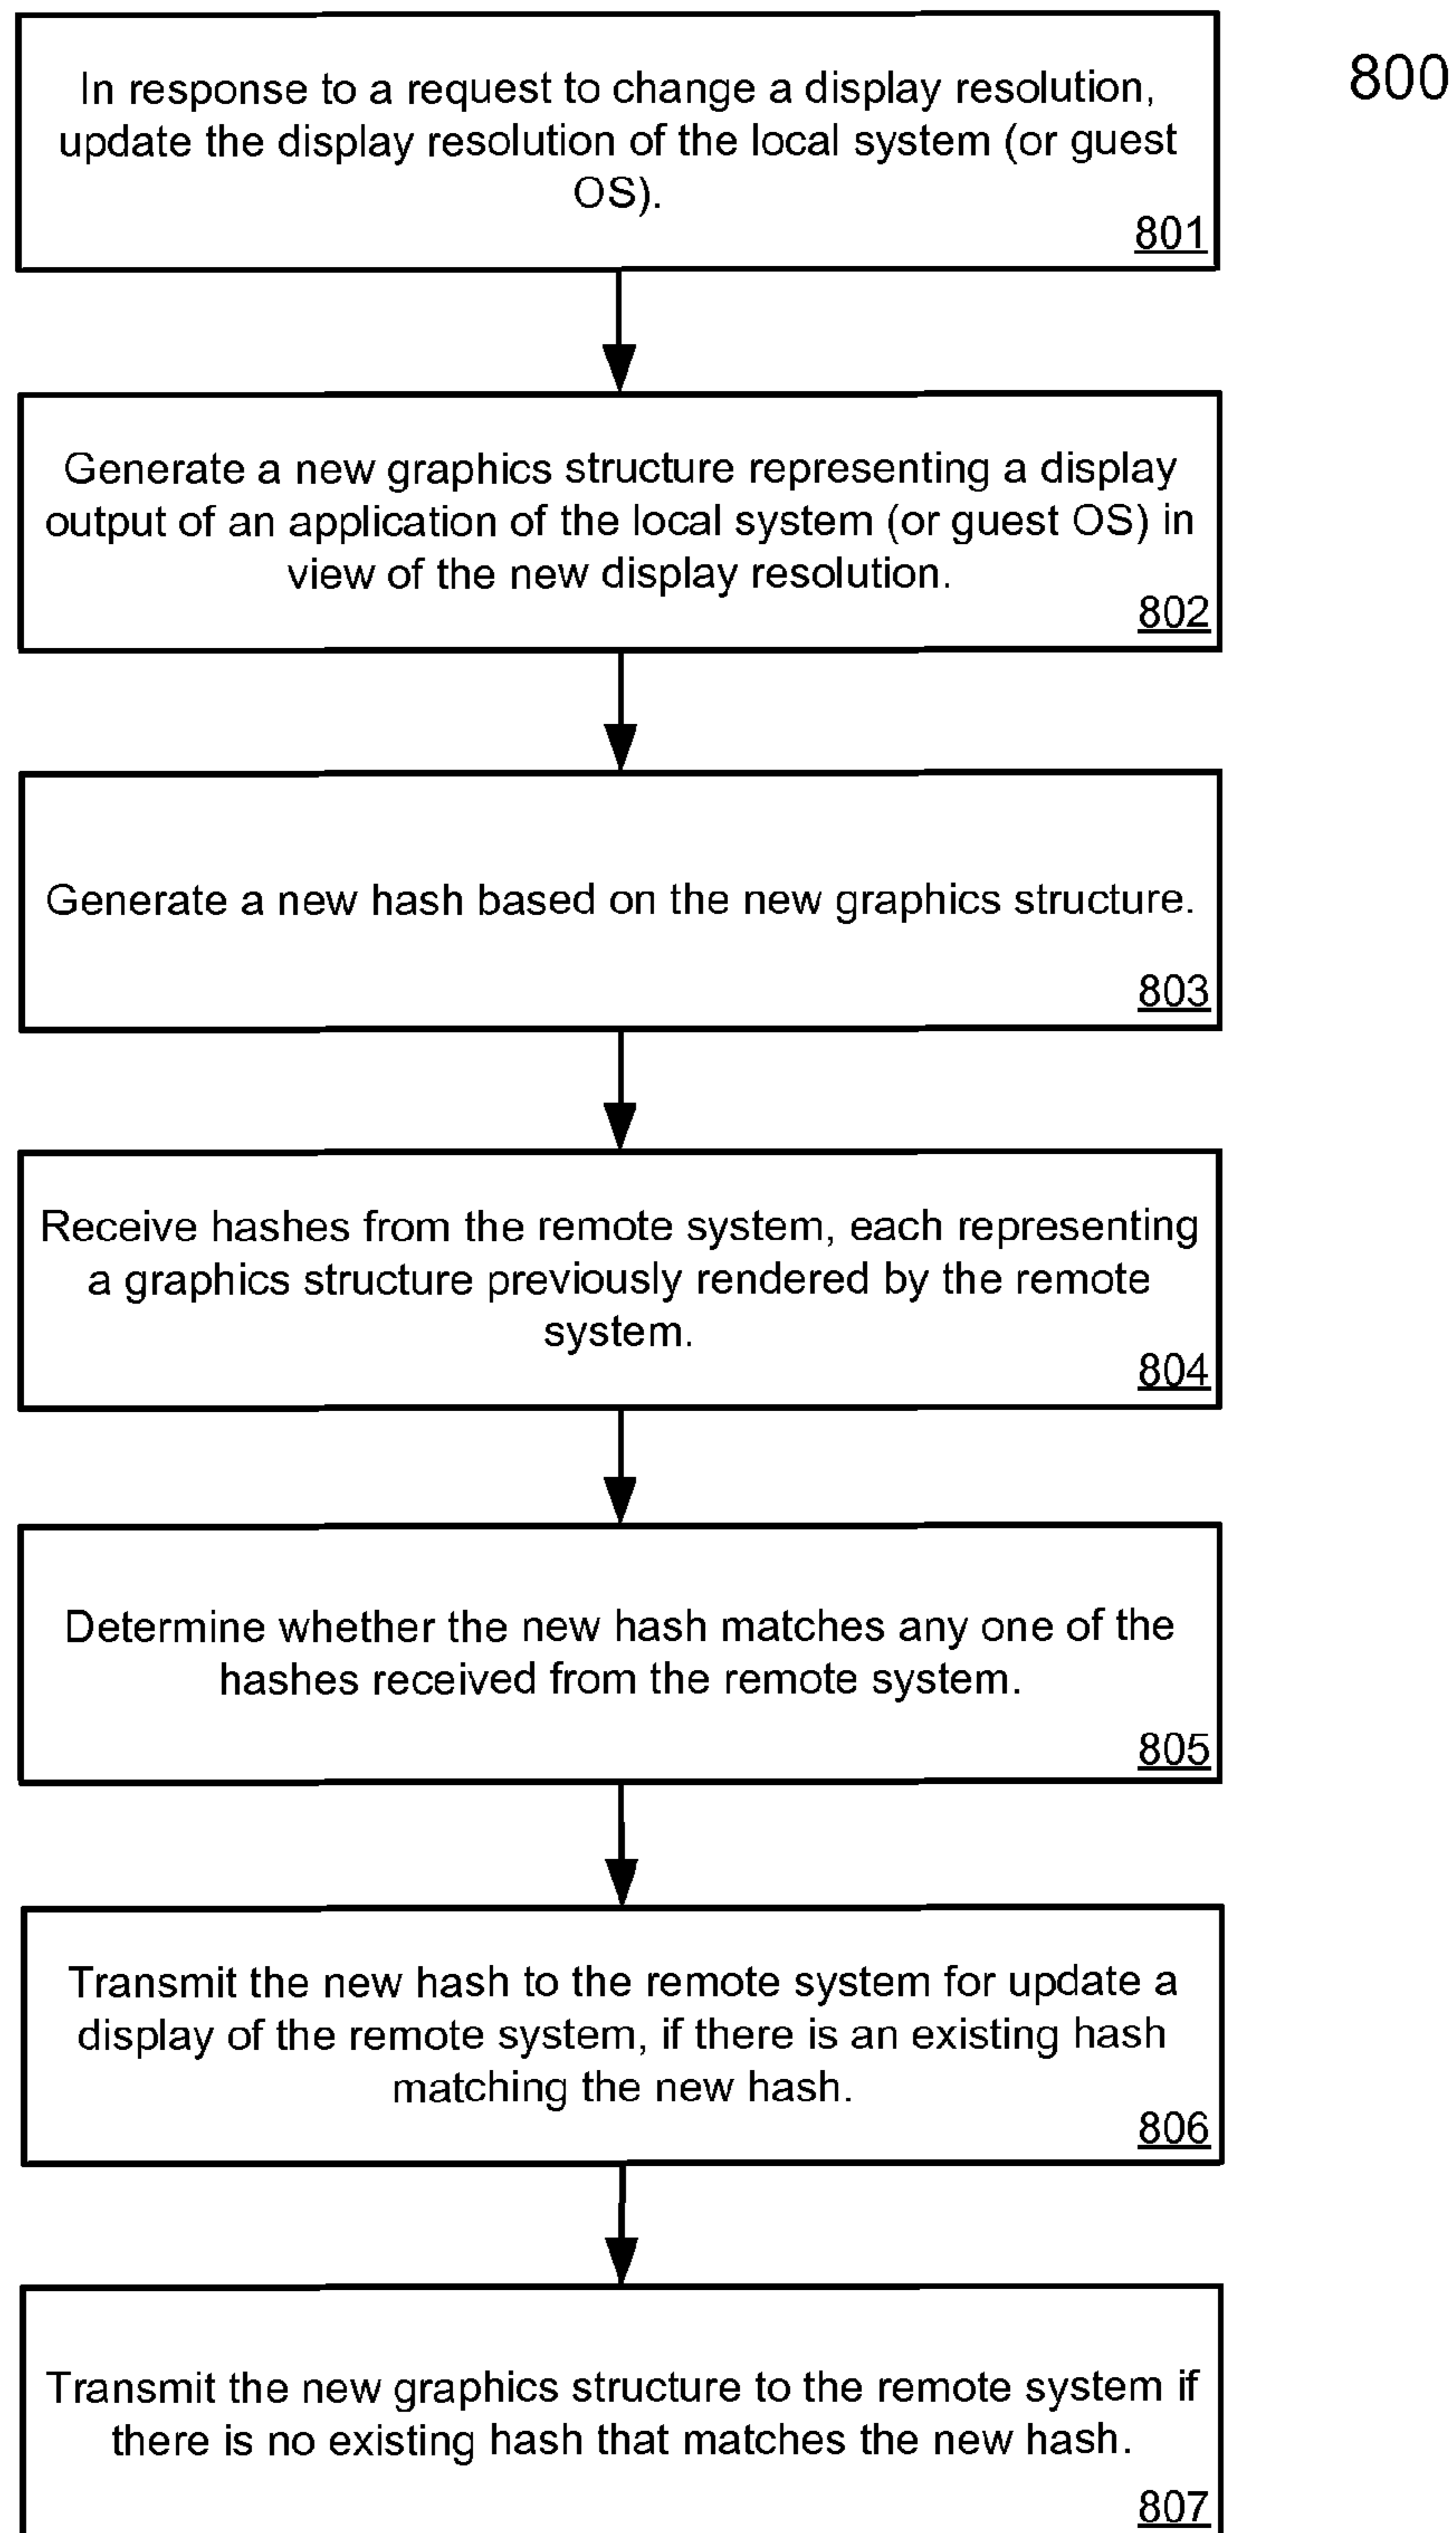 800
In response to a request to change a display resolution,
update the display resolution of the local system (or guest
OS).
801
Generate a new graphics structure representing a display
output of an application of the local system (or guest OS) in
view of the new display resolution.
802
Generate a new hash based on the new graphics structure.
803
Receive hashes from the remote system, each representing
a graphics structure previously rendered by the remote
system.
804
Determine whether the new hash matches any one of the
hashes received from the remote system.
805
Transmit the new hash to the remote system for update a
display of the remote system, if there is an existing hash
matching the new hash.
806
Transmit the new graphics structure to the remote system if
there is no existing hash that matches the new hash.
807